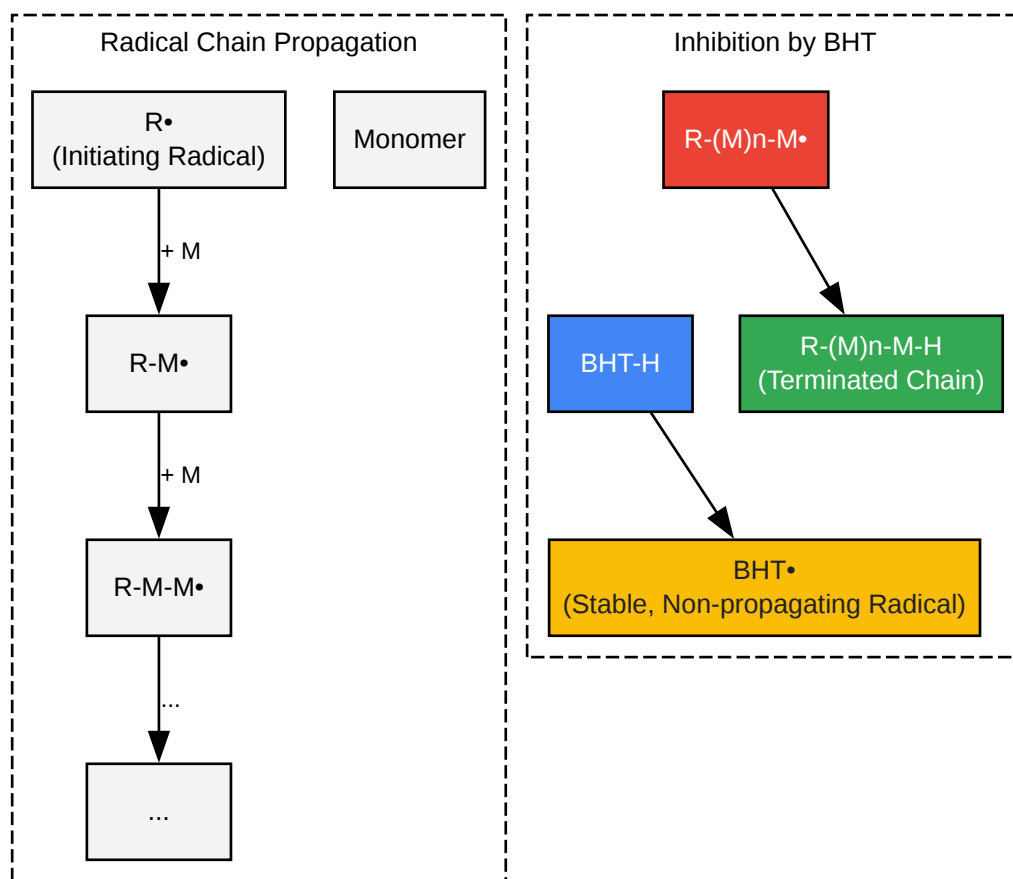 Radical Chain Propagation
R•
(Initiating Radical)
Monomer
+ M
R-M•
+ M
R-M-M•
...
...
Inhibition by BHT
R-(M)n-M•
BHT-H
R-(M)n-M-H
(Terminated Chain)
BHT•
(Stable, Non-propagating Radical)